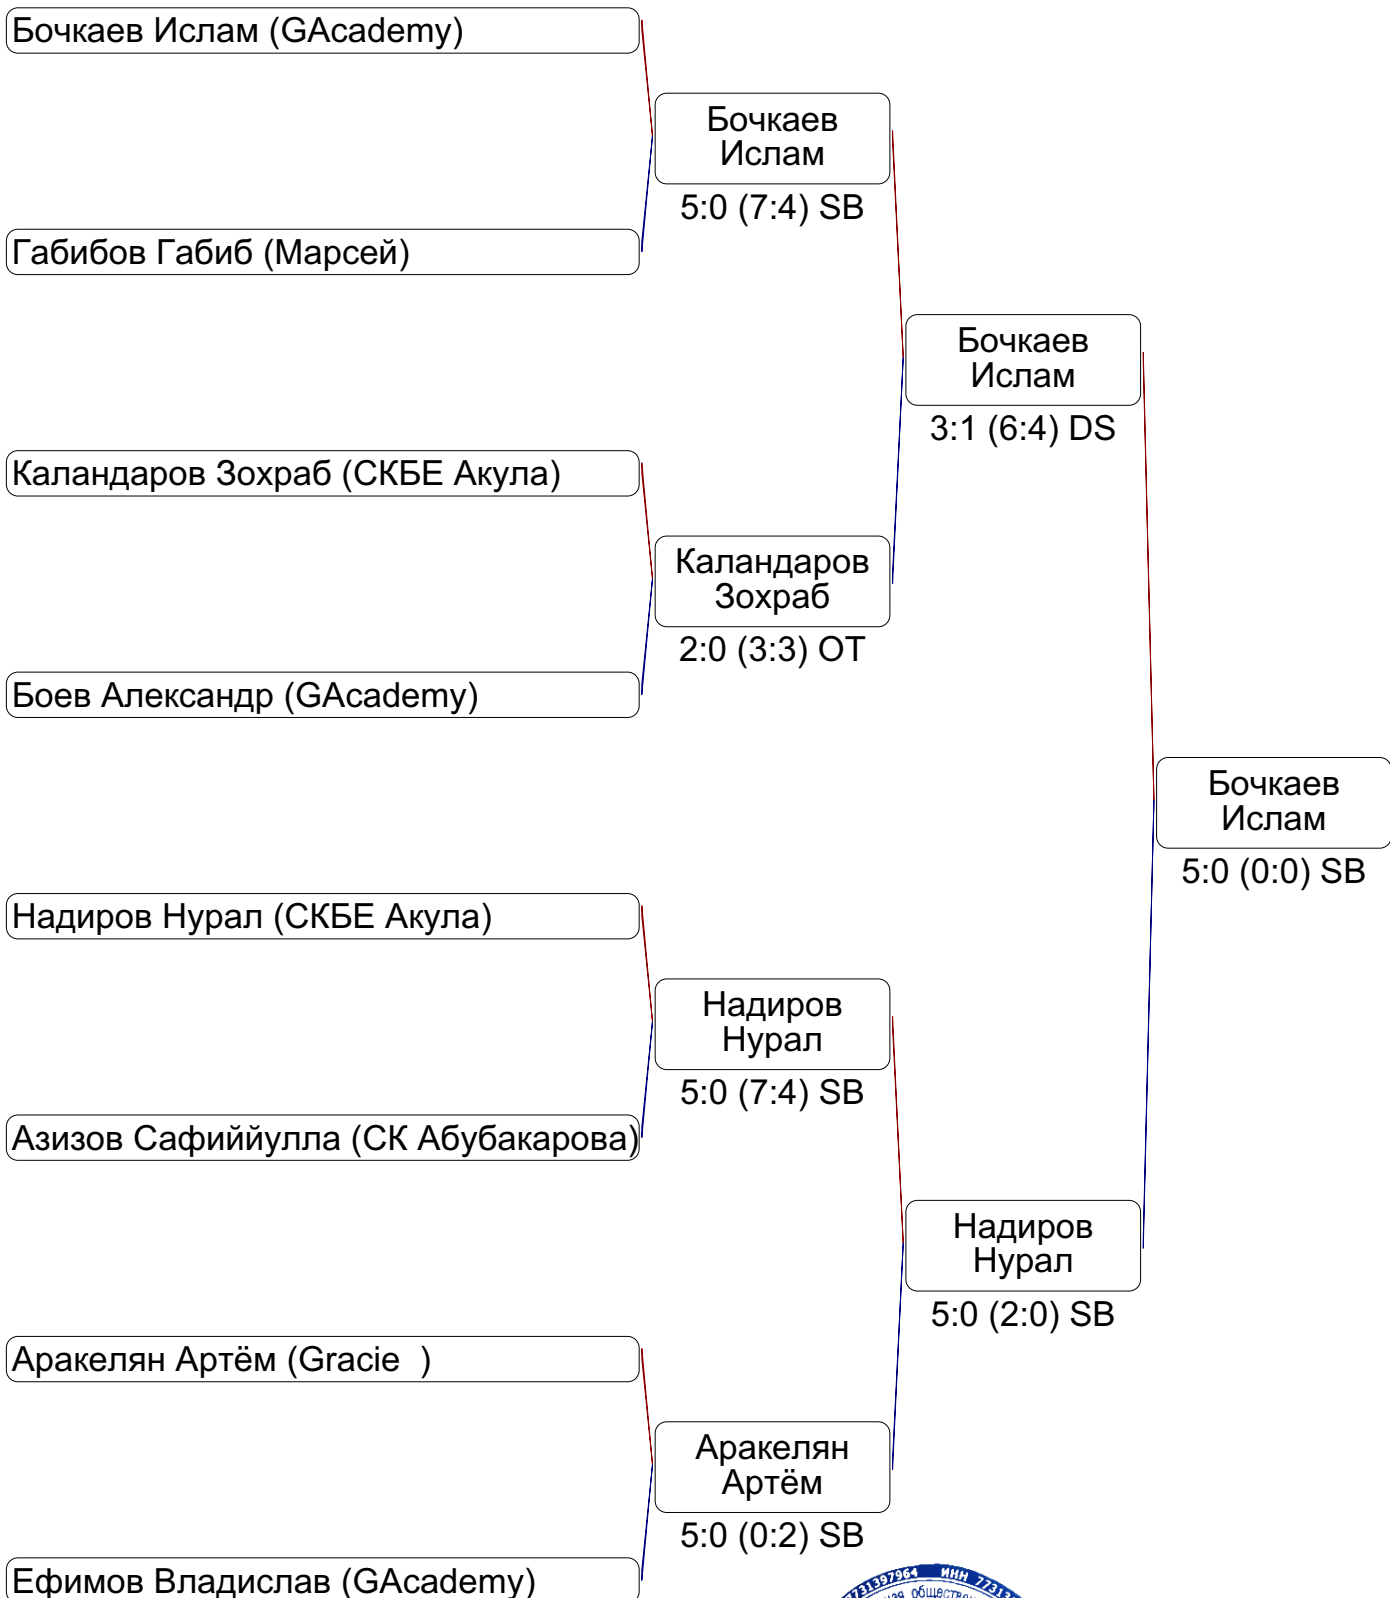 Бочкаев Ислам (GAcademy)
Бочкаев
Ислам
5:0 (7:4) SB
Габибов Габиб (Марсей)
Бочкаев
Ислам
3:1 (6:4) DS
Каландаров Зохраб (СКБЕ Акула)
Каландаров
Зохраб
2:0 (3:3) OT
Боев Александр (GAcademy)
Бочкаев
Ислам
5:0 (0:0) SB
Надиров Нурал (СКБЕ Акула)
Надиров
Нурал
5:0 (7:4) SB
Азизов Сафиййулла (СК Абубакарова)
Надиров
Нурал
5:0 (2:0) SB
Аракелян Артём (Gracie )
Аракелян
Артём
5:0 (0:2) SB
Ефимов Владислав (GAcademy)
ИНН